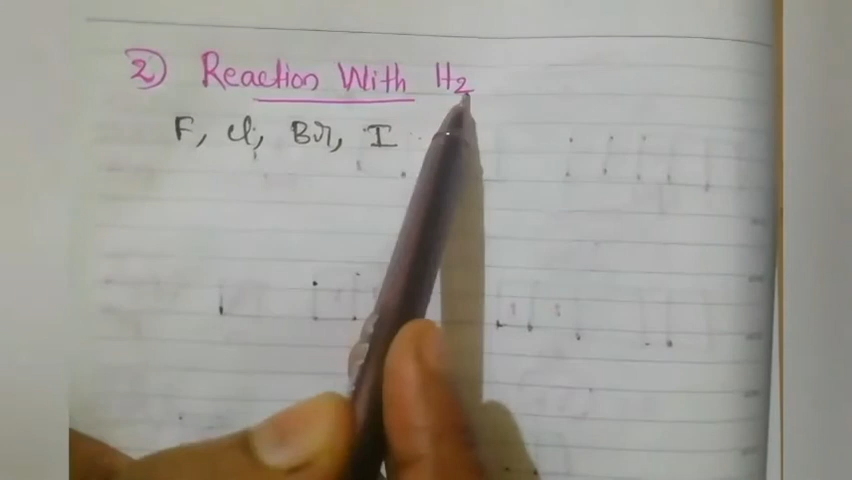 2) Reaction With H2
F, Cl, Br, I